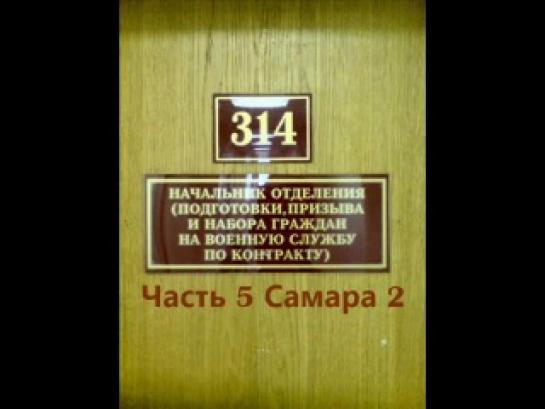 314
НАЧАЛЬНИК ОТДЕЛЕНИЯ
(ПОДГОТОВКИ, ПРИЗЫВА
И НАБОРА ГРАЖДАН
НА ВОЕННУЮ СЛУЖБУ
ПО КОНТРАКТУ)
Часть 5 Самара 2